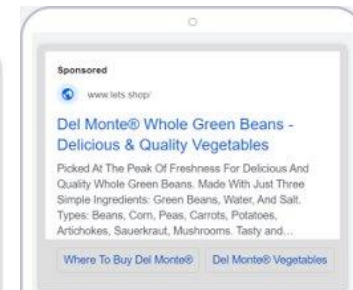 Sponsored
www.lets.shop/
Del Monte® Whole Green Beans -
Delicious & Quality Vegetables
Picked At The Peak Of Freshness For Delicious And
Quality Whole Green Beans. Made With Just Three
Simple Ingredients: Green Beans, Water, And Salt.
Types: Beans, Corn, Peas, Carrots, Potatoes,
Artichokes, Sauerkraut, Mushrooms. Tasty and...
Where To Buy Del Monte® Del Monte® Vegetables